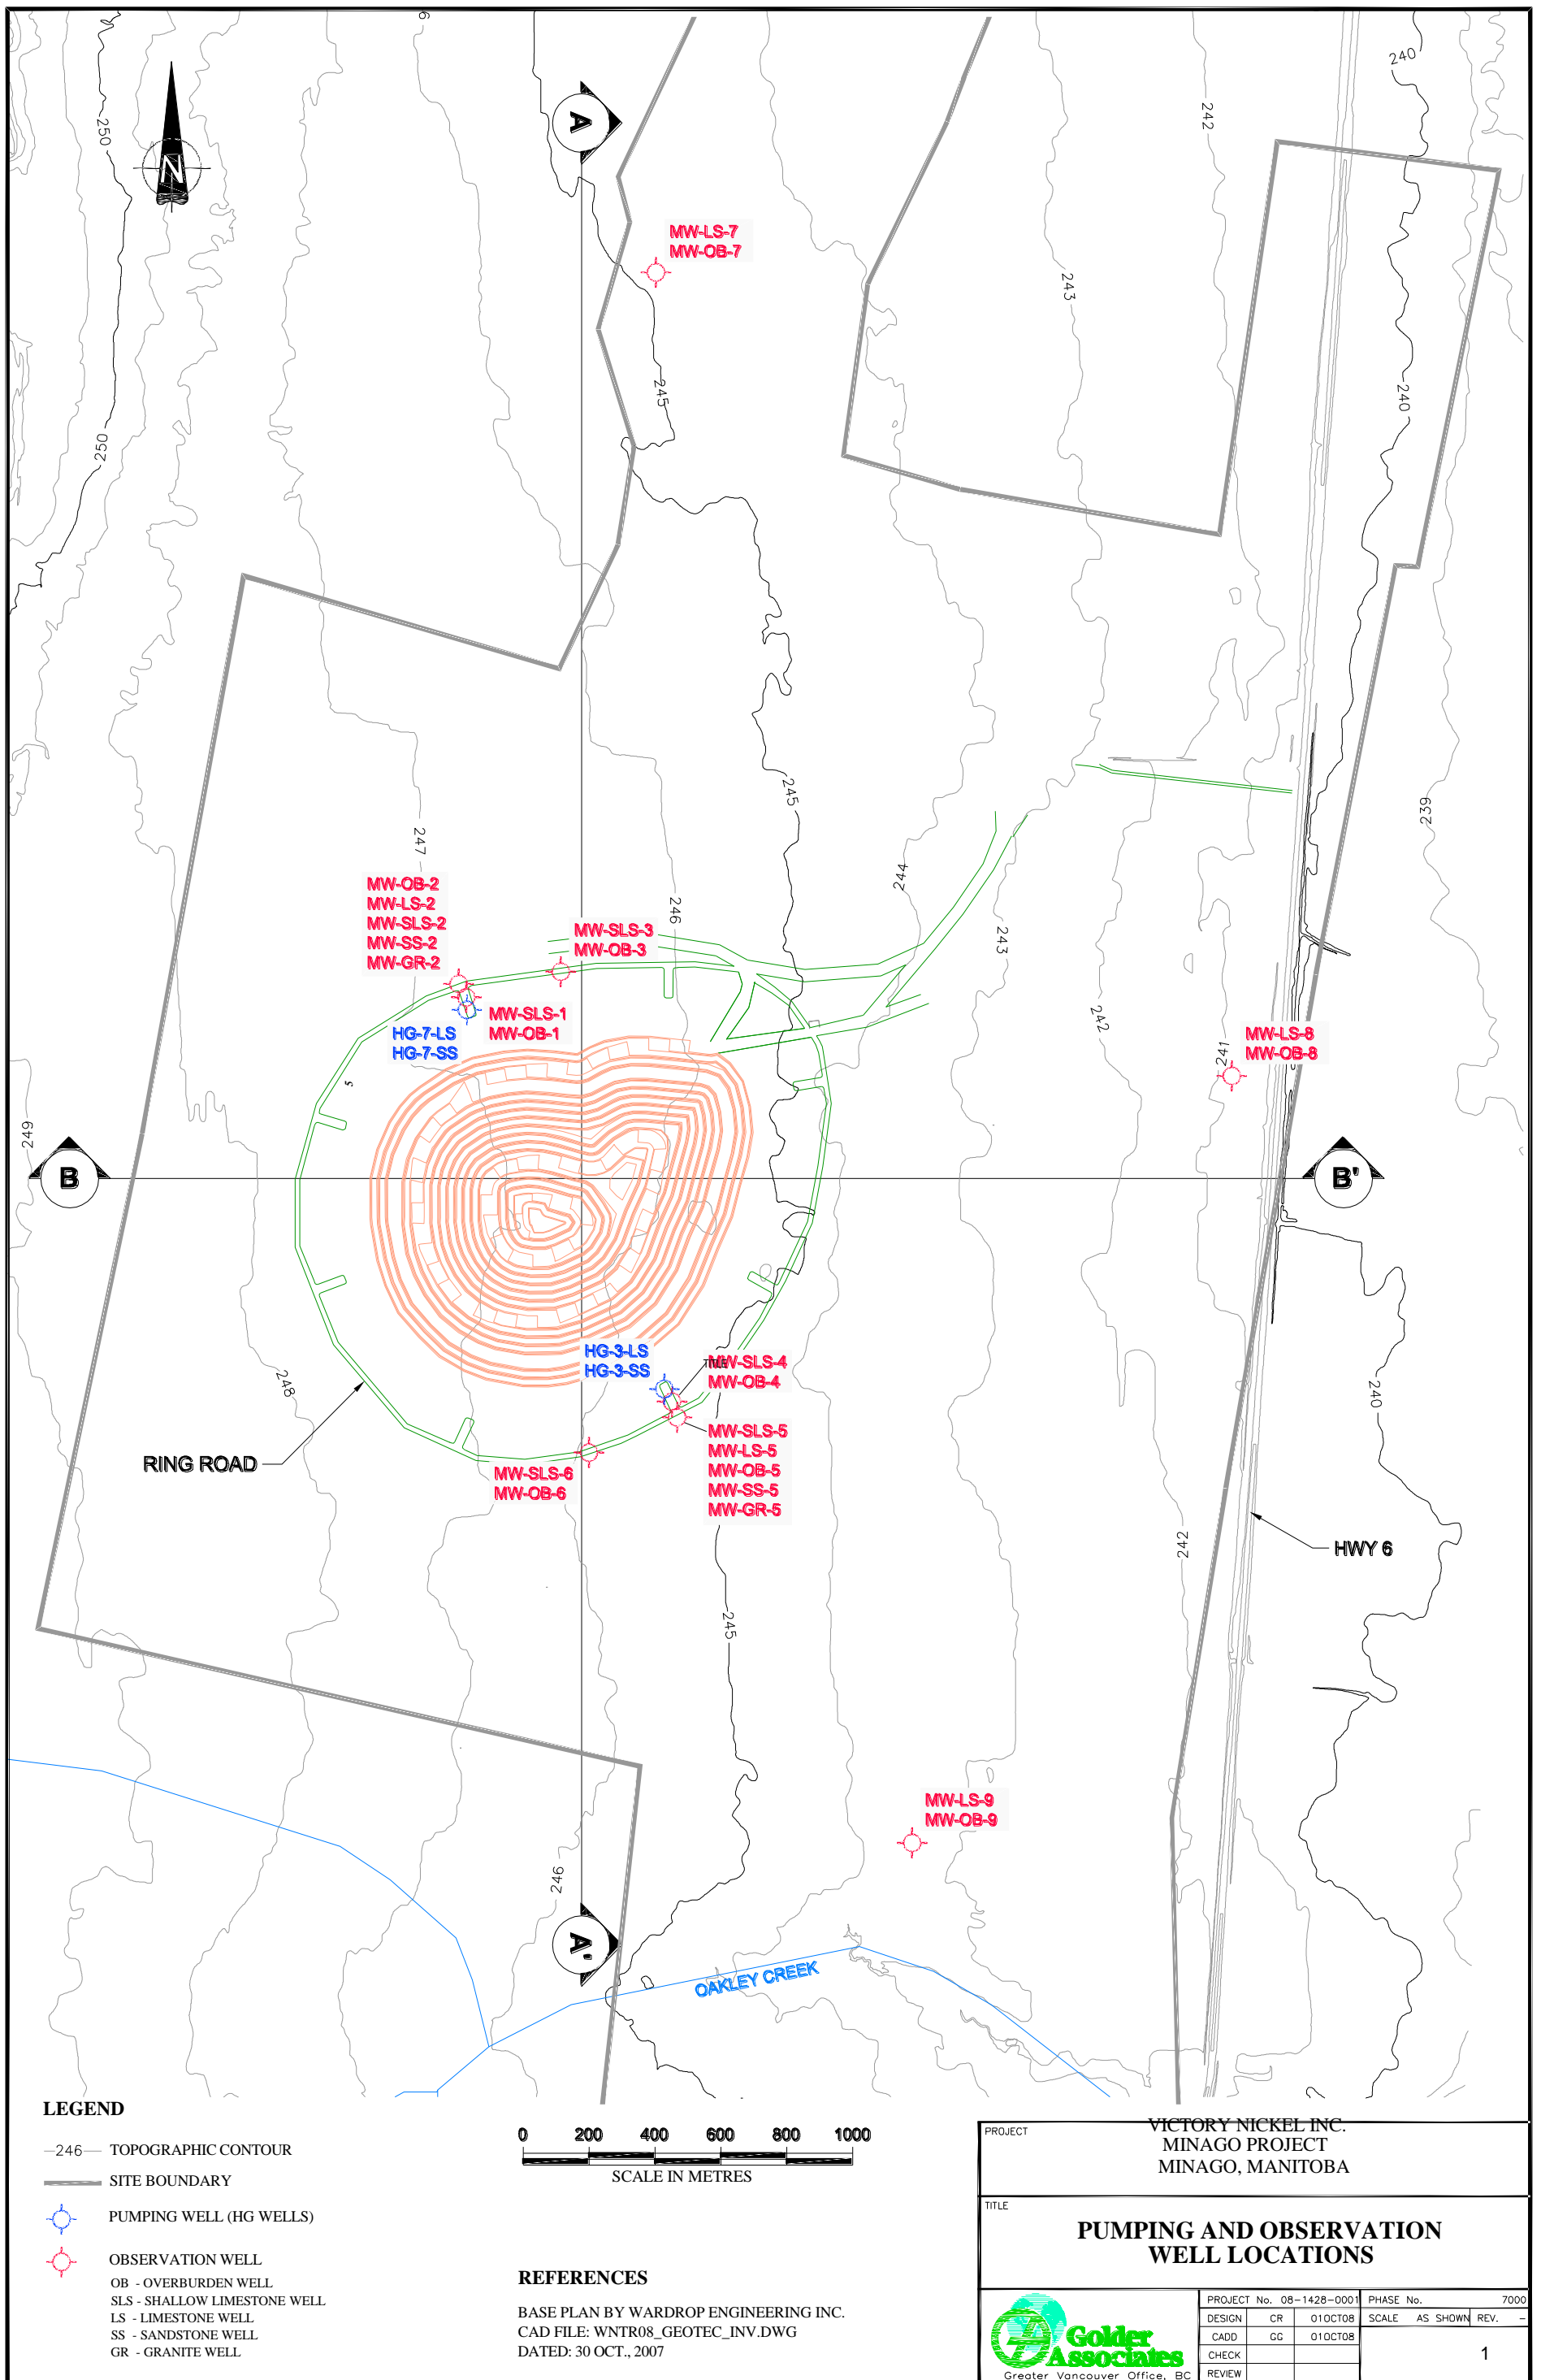 6
240
250
A
242
N
MW-LS-7
MW-OB-7
243
245
240
250
245
247
239
244
MW-OB-2
MW-LS-2
MW-SLS-2
MW-SS-2
MW-GR-2
246
MW-SLS-3
MW-OB-3
243
MW-SLS-1
MW-OB-1
HG-7-LS
HG-7-SS
242
MW-LS-8
MW-OB-8
241
S
249
B
B'
HG-3-LS
HG-3-SS
TITLE
MW-SLS-4
MW-OB-4
248
240
MW-SLS-5
MW-LS-5
MW-OB-5
MW-SS-5
MW-GR-5
RING ROAD
MW-SLS-6
MW-OB-6
242
HWY 6
245
MW-LS-9
MW-OB-9
246
A'
OAKLEY CREEK
LEGEND
246 TOPOGRAPHIC CONTOUR
SITE BOUNDARY
PUMPING WELL (HG WELLS)
OBSERVATION WELL
OB - OVERBURDEN WELL
SLS - SHALLOW LIMESTONE WELL
LS - LIMESTONE WELL
SS - SANDSTONE WELL
GR - GRANITE WELL
0 200 400 600 800 1000
SCALE IN METRES
REFERENCES
BASE PLAN BY WARDROP ENGINEERING INC.
CAD FILE: WNTR08_GEOTEC_INV.DWG
DATED: 30 OCT., 2007
PROJECT
VICTORY NICKEL INC.
MINAGO PROJECT
MINAGO, MANITOBA
TITLE
PUMPING AND OBSERVATION
WELL LOCATIONS
Golder
Associates
Greater Vancouver Office, BC
PROJECT No. 08-1428-0001 PHASE No. 7000
DESIGN CR 01OCT08 SCALE AS SHOWN REV. -
CADD GG 01OCT08
CHECK
REVIEW
1